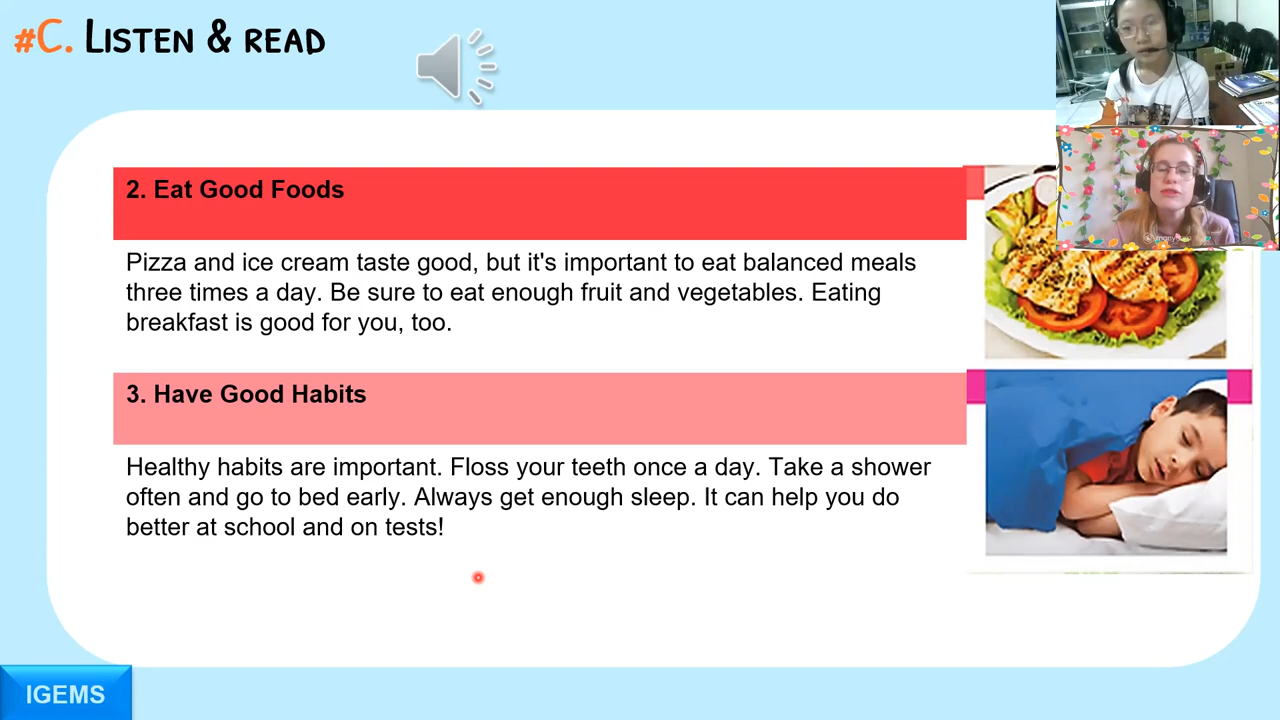 #C. LISTEN & READ
2. Eat Good Foods
Pizza and ice cream taste good, but it's important to eat balanced meals
three times a day. Be sure to eat enough fruit and vegetables. Eating
breakfast is good for you, too.
3. Have Good Habits
Healthy habits are important. Floss your teeth once a day. Take a shower
often and go to bed early. Always get enough sleep. It can help you do
better at school and on tests!
IGEMS